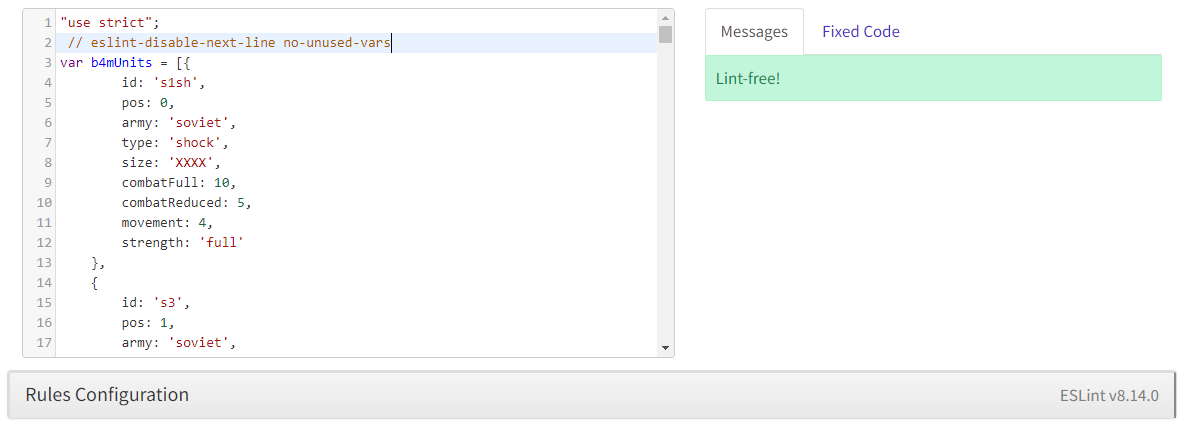 1 "use strict";
2 // eslint-disable-next-line no-unused-vars
3 var b4mUnits = [{
4 id: 's1sh',
5 pos: 0,
6 army: 'soviet',
7 type: 'shock',
8 size: 'XXXX',
9 combatFull: 10,
10 combatReduced: 5,
11 movement: 4,
12 strength: 'full'
13 },
14 {
15 id: 's3',
16 pos: 1,
17 army: 'soviet',
Messages Fixed Code
Lint-free!
Rules Configuration ESLint v8.14.0